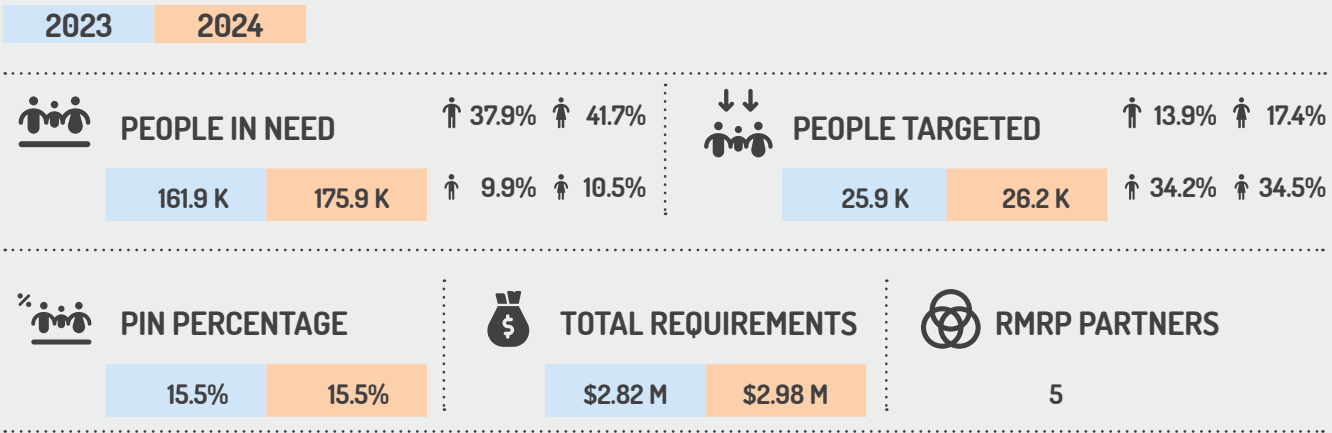 2023 2024
PEOPLE IN NEED
37.9% 41.7%
161.9 K 175.9 K
9.9% 10.5%
PEOPLE TARGETED
13.9% 17.4%
25.9 K 26.2 K
34.2% 34.5%
%
PIN PERCENTAGE
15.5% 15.5%
$
TOTAL REQUIREMENTS
$2.82 M $2.98 M
RMRP PARTNERS
5